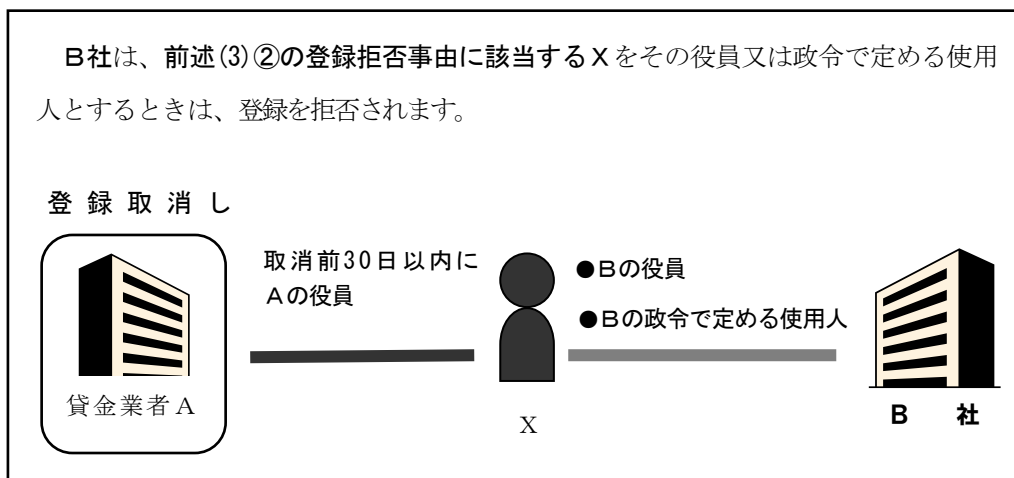 B社は、前述(3)②の登録拒否事由に該当するXをその役員又は政令で定める使用
人とするときは、登録を拒否されます。
登録取消し
取消前30日以内に
Aの役員
●Bの役員
●Bの政令で定める使用人
貸金業者A
X
B 社